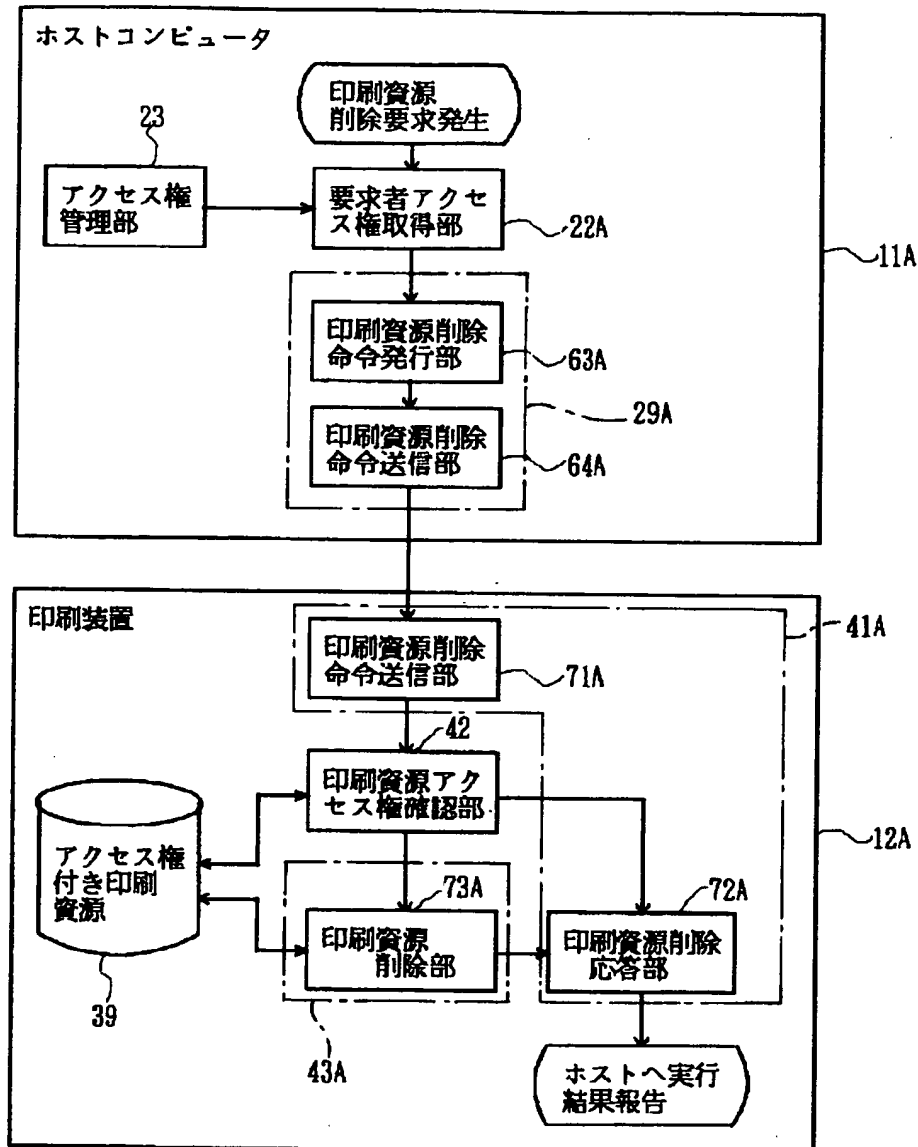 ホストコンピュータ
印刷資源
削除要求発生
23
アクセス権
管理部
要求者アクセ
ス権取得部
22A
11A
印刷資源削除
命令発行部
63A
29A
印刷資源削除
命令送信部
64A
印刷装置
41A
印刷資源削除
命令送信部
71A
42
印刷資源アク
セス権確認部
12A
アクセス権
付き印刷
資源
73A
72A
印刷資源
削除部
印刷資源削除
応答部
39
43A
ホストへ実行
結果報告